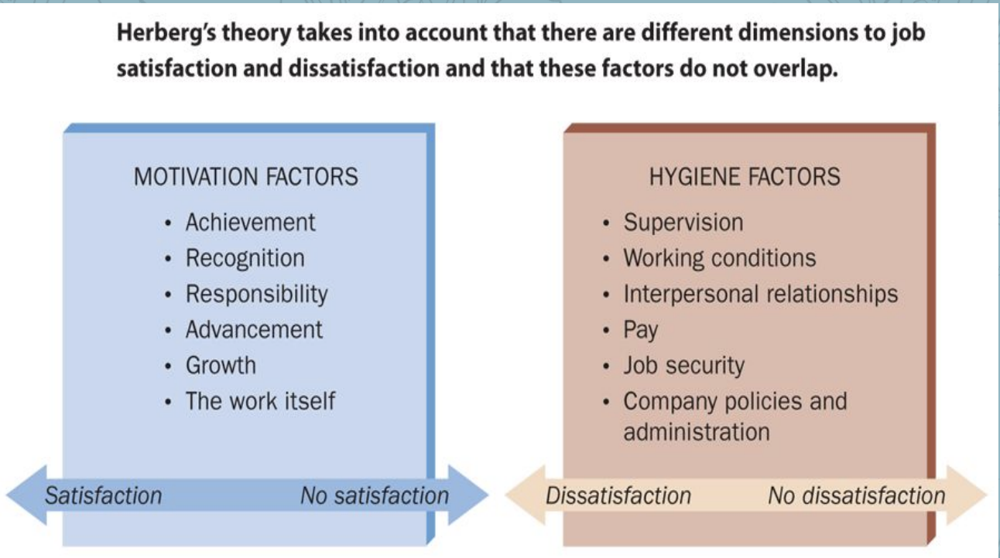 Herberg's theory takes into account that there are different dimensions to job
satisfaction and dissatisfaction and that these factors do not overlap.
MOTIVATION FACTORS
• Achievement
• Recognition
• Responsibility
• Advancement
• Growth
• The work itself
Satisfaction
No satisfaction
HYGIENE FACTORS
• Supervision
• Working conditions
• Interpersonal relationships
• Pay
• Job security
• Company policies and
administration
Dissatisfaction
No dissatisfaction